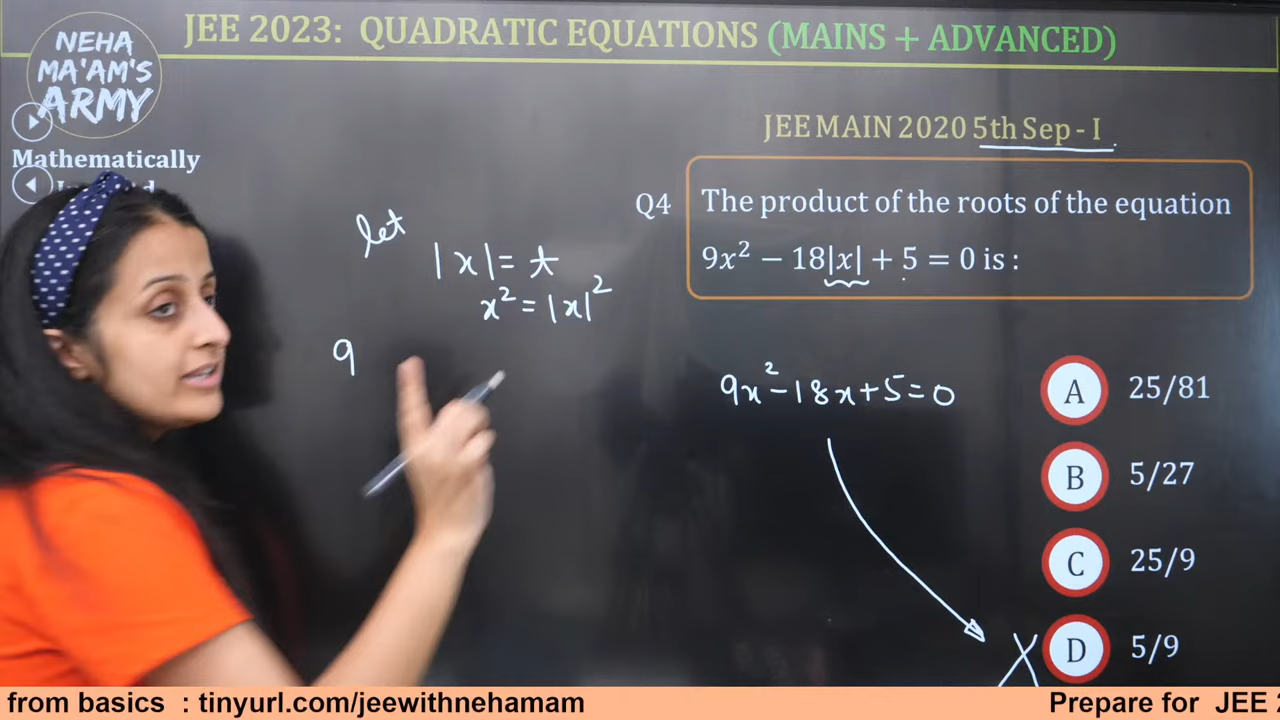 JEE 2023: QUADRATIC EQUATIONS (MAINS + ADVANCED)
NEHA
MA'AM'S
ARMY
Mathematically
JEE MAIN 2020 5th Sep - I
Q4
The product of the roots of the equation
9x² − 18|x| + 5 = 0 is :
let
|x| = t
x² = |x|²
9
9x² - 18x + 5 = 0
A 25/81
B 5/27
C 25/9
D 5/9
from basics : tinyurl.com/jeewithnehamam
Prepare for JEE